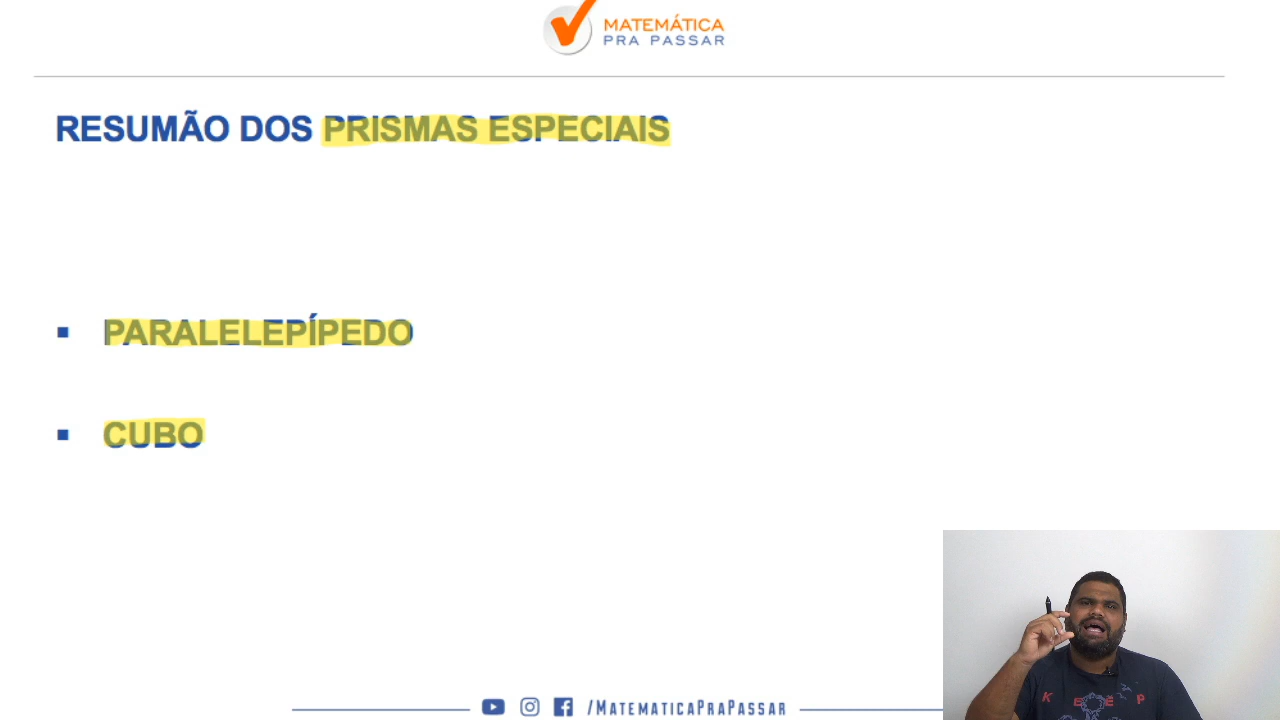 MATEMÁTICA
PRA PASSAR
RESUMÃO DOS PRISMAS ESPECIAIS
▪ PARALELEPÍPEDO
▪ CUBO
K E E P
/MATEMATICAPRAPASSAR